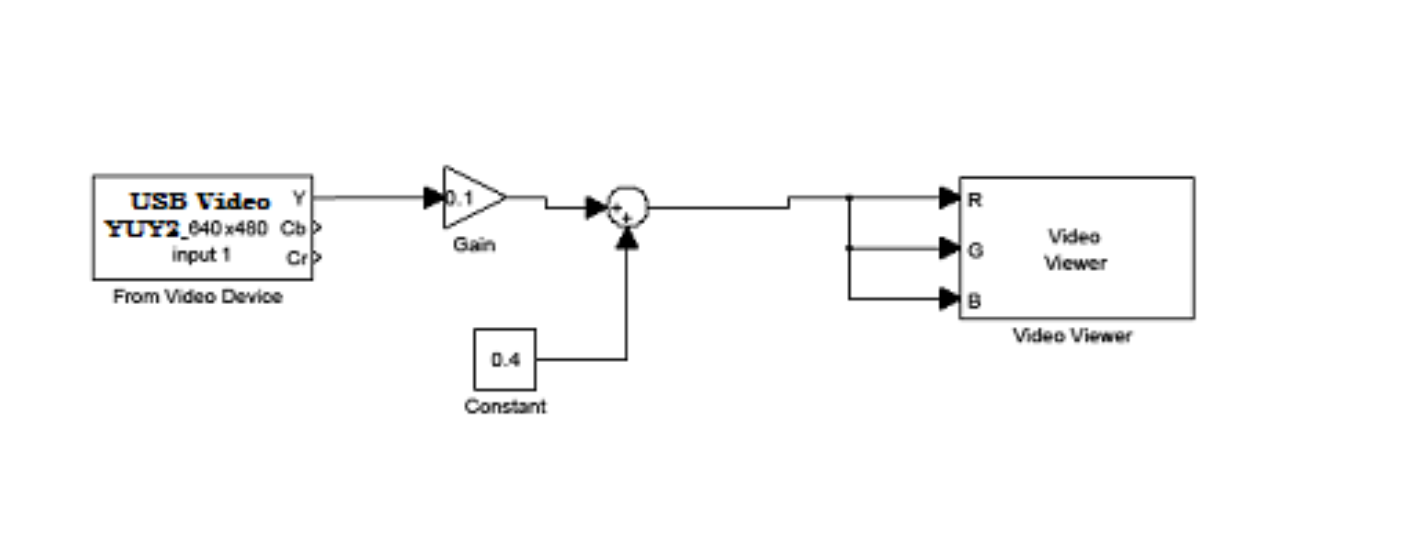 USB Video
YUY2_640x480
input 1
Y
Cb
Cr
From Video Device
0.1
Gain
+
+
0.4
Constant
R
G
B
Video
Viewer
Video Viewer